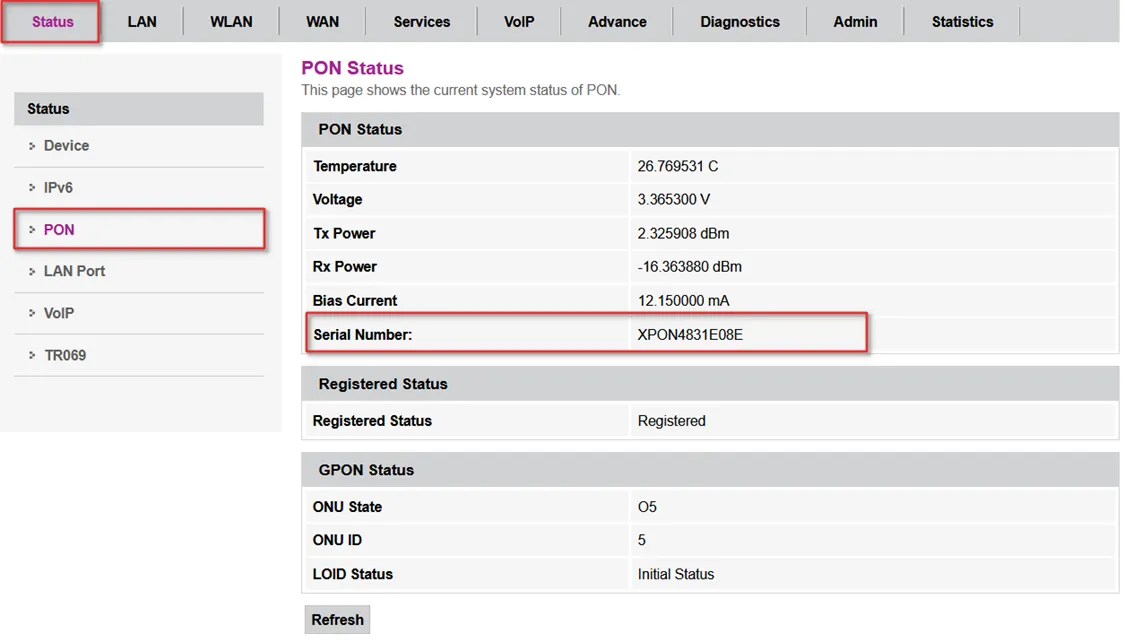 Status LAN WLAN WAN Services VoIP Advance Diagnostics Admin Statistics
Status
Device
IPv6
PON
LAN Port
VoIP
TR069
PON Status
This page shows the current system status of PON.
PON Status
Temperature 26.769531 C
Voltage 3.365300 V
Tx Power 2.325908 dBm
Rx Power -16.363880 dBm
Bias Current 12.150000 mA
Serial Number: XPON4831E08E
Registered Status
Registered Status Registered
GPON Status
ONU State O5
ONU ID 5
LOID Status Initial Status
Refresh